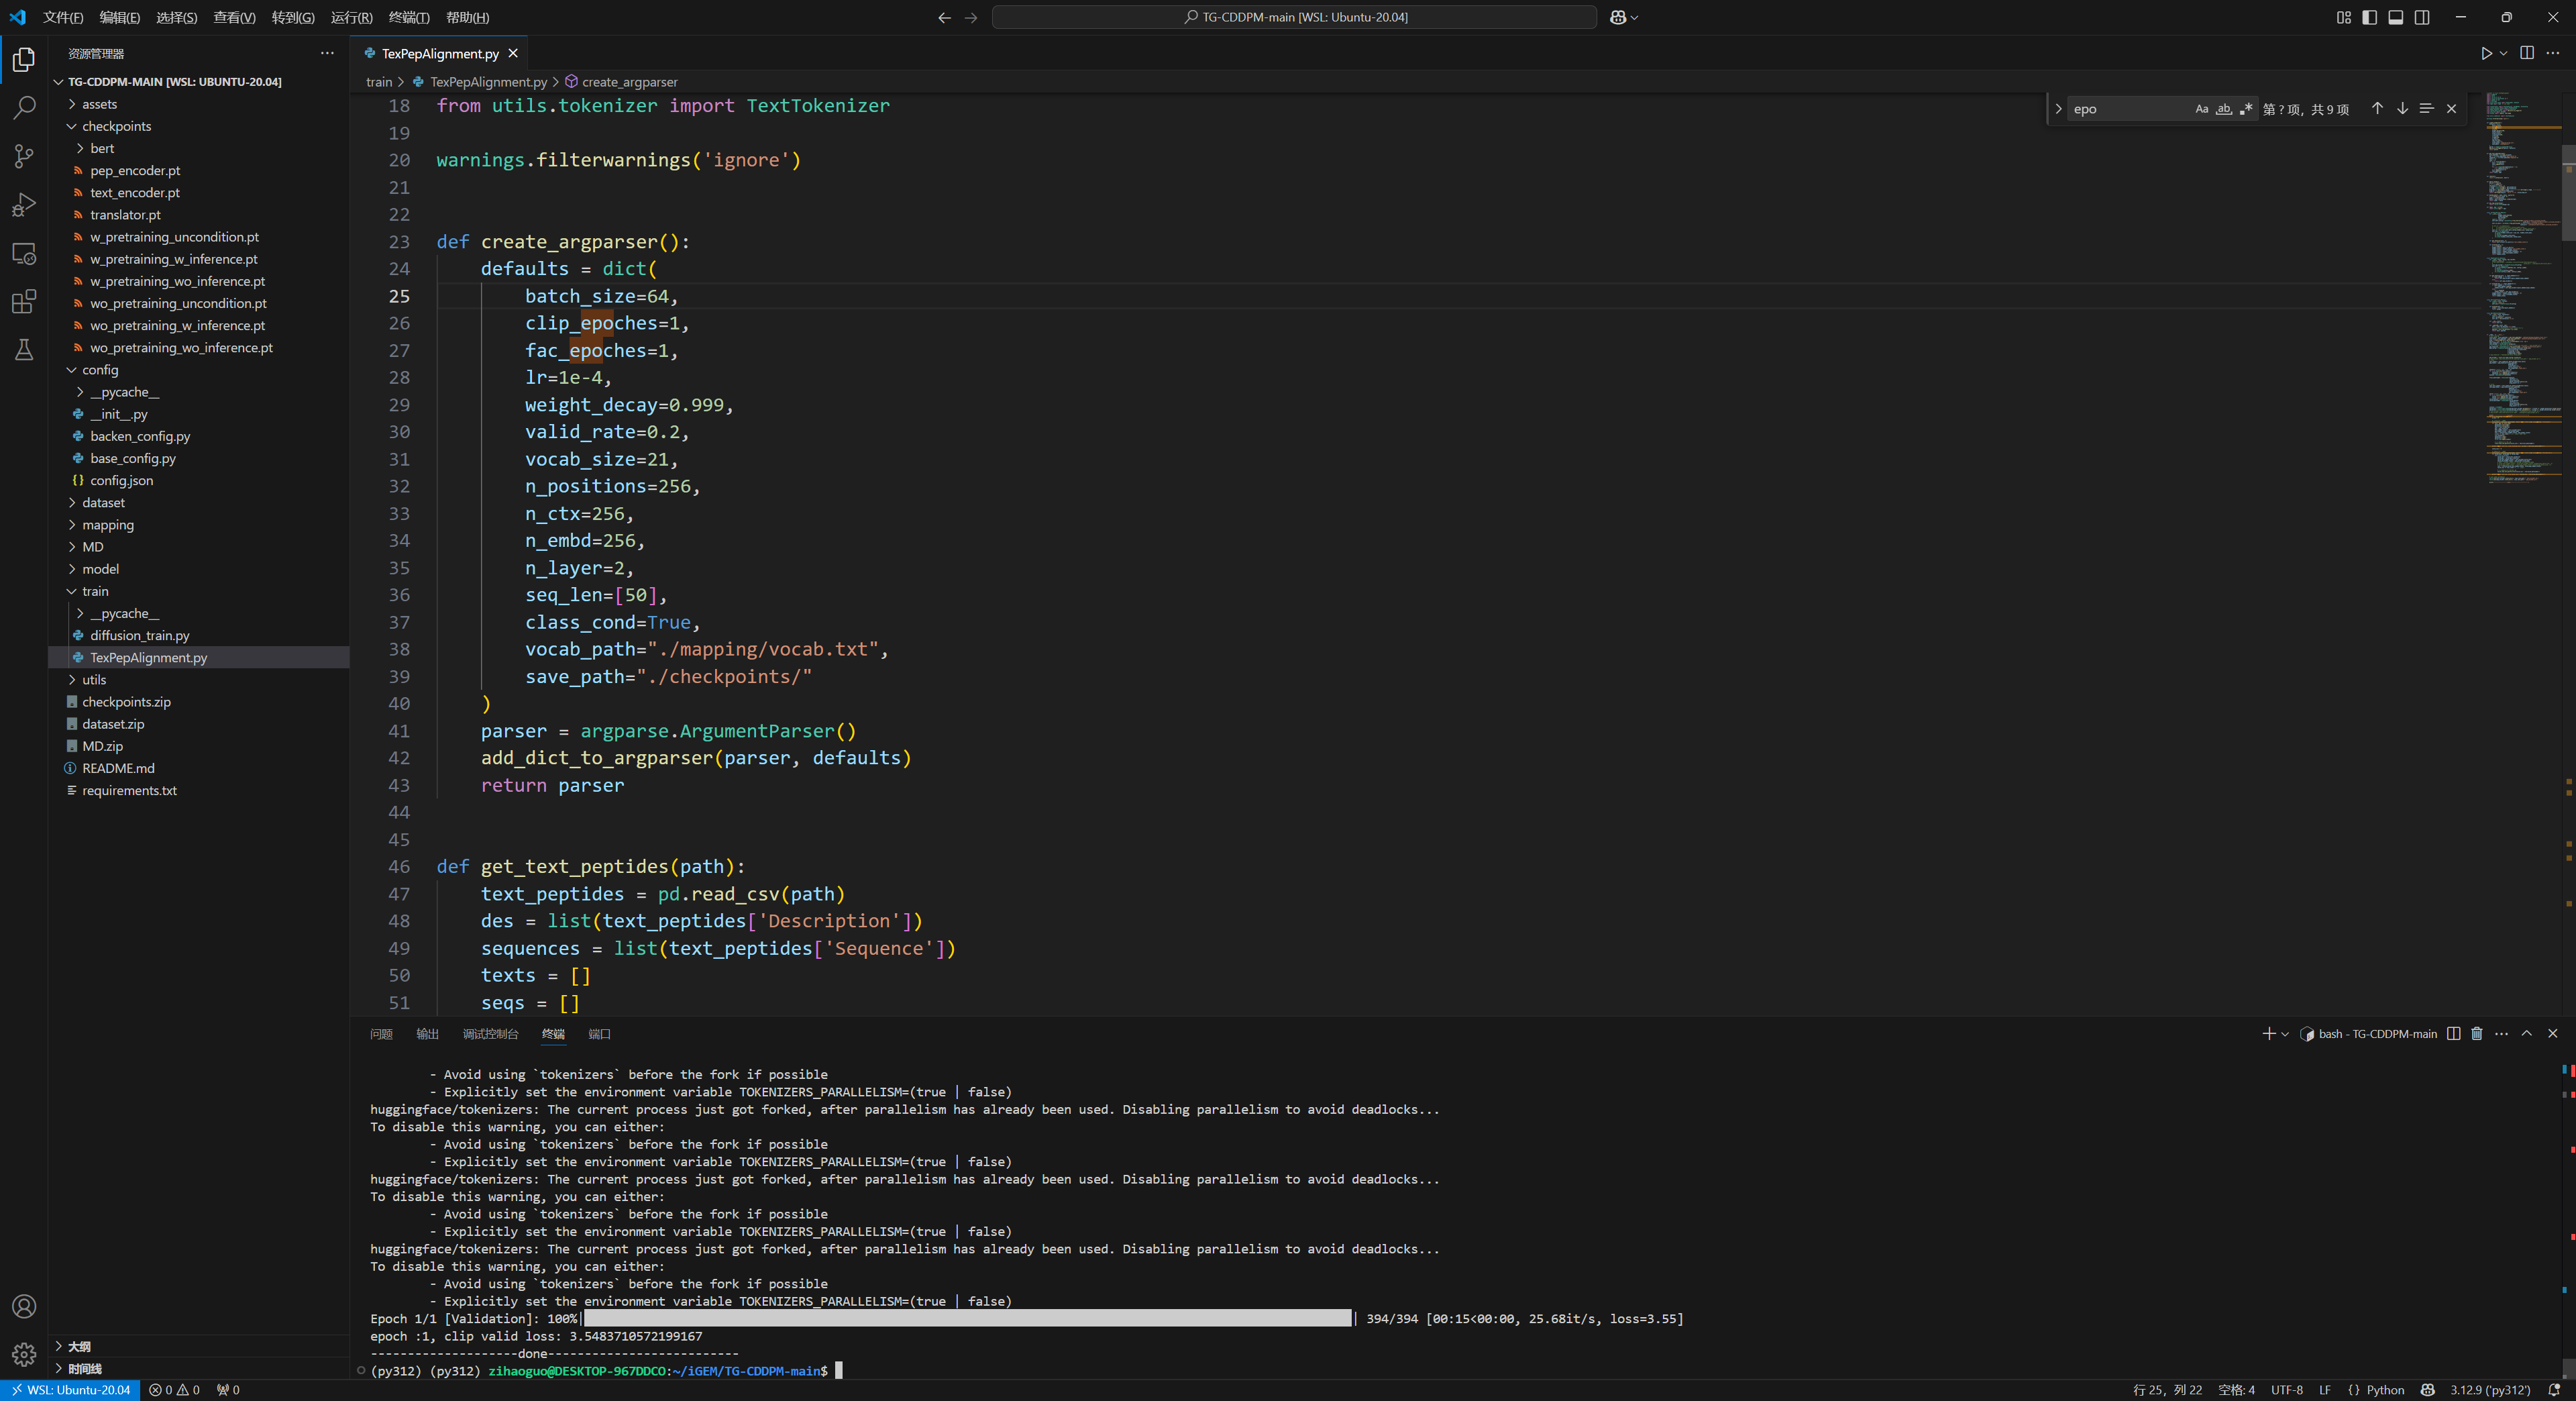 文件(F) 编辑(E) 选择(S) 查看(V) 转到(G) 运行(R) 终端(T) 帮助(H)
TG-CDDPM-main [WSL: Ubuntu-20.04]
资源管理器
TG-CDDPM-MAIN [WSL: UBUNTU-20.04]
assets
checkpoints
bert
pep_encoder.pt
text_encoder.pt
translator.pt
w_pretraining_uncondition.pt
w_pretraining_w_inference.pt
w_pretraining_wo_inference.pt
wo_pretraining_uncondition.pt
wo_pretraining_w_inference.pt
wo_pretraining_wo_inference.pt
config
__pycache__
__init__.py
backen_config.py
base_config.py
config.json
dataset
mapping
MD
model
train
__pycache__
diffusion_train.py
TexPepAlignment.py
utils
checkpoints.zip
dataset.zip
MD.zip
README.md
requirements.txt
大纲
时间线
TexPepAlignment.py
train > TexPepAlignment.py > create_argparser
epo Aa ab .* 第 ? 项，共 9 项
18 from utils.tokenizer import TextTokenizer
19
20 warnings.filterwarnings('ignore')
21
22
23 def create_argparser():
24     defaults = dict(
25         batch_size=64,
26         clip_epoches=1,
27         fac_epoches=1,
28         lr=1e-4,
29         weight_decay=0.999,
30         valid_rate=0.2,
31         vocab_size=21,
32         n_positions=256,
33         n_ctx=256,
34         n_embd=256,
35         n_layer=2,
36         seq_len=[50],
37         class_cond=True,
38         vocab_path="./mapping/vocab.txt",
39         save_path="./checkpoints/"
40     )
41     parser = argparse.ArgumentParser()
42     add_dict_to_argparser(parser, defaults)
43     return parser
44
45
46 def get_text_peptides(path):
47     text_peptides = pd.read_csv(path)
48     des = list(text_peptides['Description'])
49     sequences = list(text_peptides['Sequence'])
50     texts = []
51     seqs = []
问题 输出 调试控制台 终端 端口
bash - TG-CDDPM-main
- Avoid using `tokenizers` before the fork if possible
- Explicitly set the environment variable TOKENIZERS_PARALLELISM=(true | false)
huggingface/tokenizers: The current process just got forked, after parallelism has already been used. Disabling parallelism to avoid deadlocks...
To disable this warning, you can either:
- Avoid using `tokenizers` before the fork if possible
- Explicitly set the environment variable TOKENIZERS_PARALLELISM=(true | false)
huggingface/tokenizers: The current process just got forked, after parallelism has already been used. Disabling parallelism to avoid deadlocks...
To disable this warning, you can either:
- Avoid using `tokenizers` before the fork if possible
- Explicitly set the environment variable TOKENIZERS_PARALLELISM=(true | false)
huggingface/tokenizers: The current process just got forked, after parallelism has already been used. Disabling parallelism to avoid deadlocks...
To disable this warning, you can either:
- Avoid using `tokenizers` before the fork if possible
- Explicitly set the environment variable TOKENIZERS_PARALLELISM=(true | false)
Epoch 1/1 [Validation]: 100%| | 394/394 [00:15<00:00, 25.68it/s, loss=3.55]
epoch :1, clip valid loss: 3.5483710572199167
--------------------done--------------------------
(py312) (py312) zihaoguo@DESKTOP-967DDCO:~/iGEM/TG-CDDPM-main$
WSL: Ubuntu-20.04 0 0 0 行 25，列 22 空格: 4 UTF-8 LF {} Python 3.12.9 ('py312')